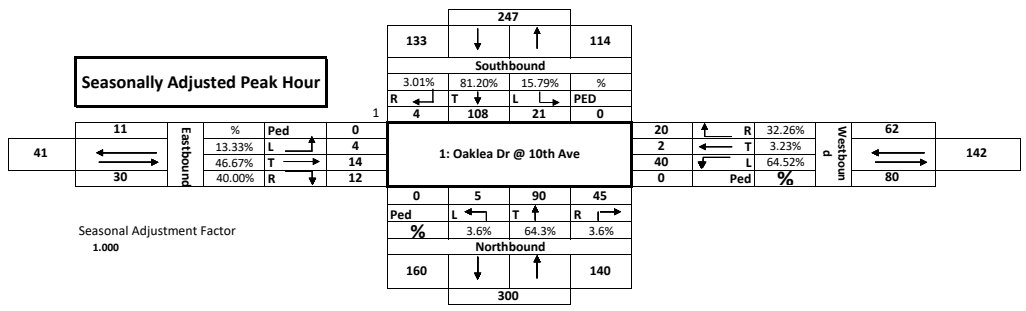 247
133 114
Southbound
Seasonally Adjusted Peak Hour
3.01% 81.20% 15.79% %
R T L PED
1 4 108 21 0
11 Eastbound % Ped 0
41 13.33% L 4
46.67% T 14
30 40.00% R 12
1: Oaklea Dr @ 10th Ave
20 R 32.26% Westboun
d 62
2 T 3.23% 142
40 L 64.52%
0 Ped % 80
0 5 90 45
Ped L T R
% 3.6% 64.3% 3.6%
Northbound
Seasonal Adjustment Factor
1.000
160 140
300